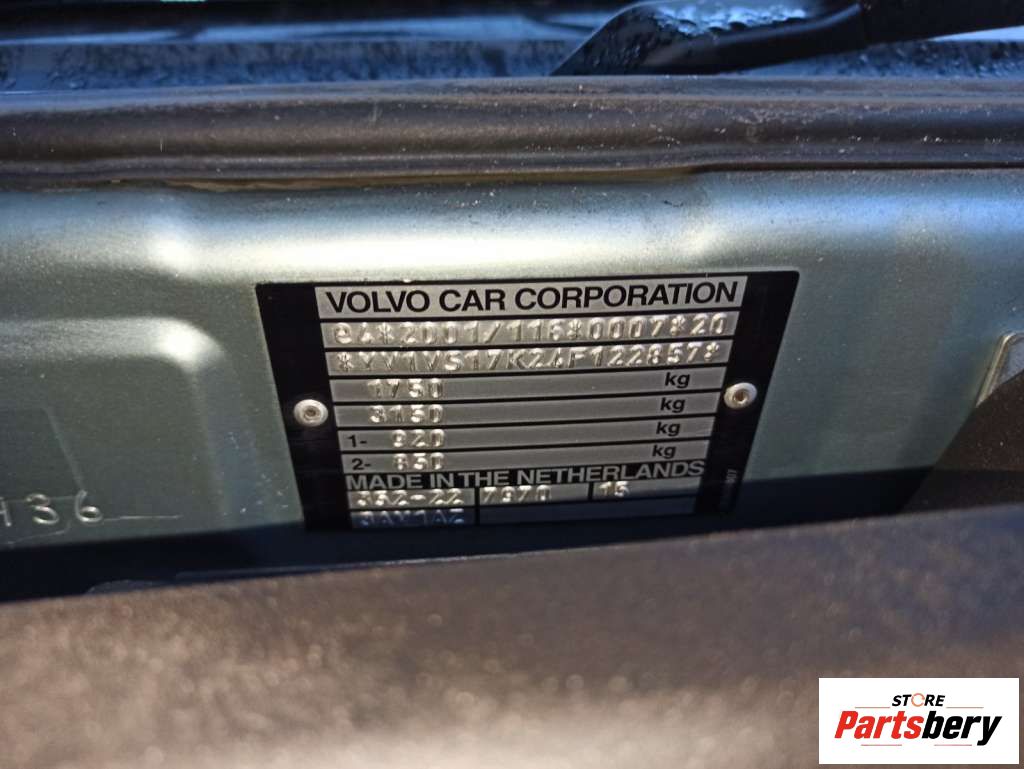 VOLVO CAR CORPORATION
e4*2001/116*0007*20
*YV1VS17K24F122857*
1750 kg
3150 kg
1- 920 kg
2- 850 kg
MADE IN THE NETHERLANDS
352-22 7970 15
436
STORE
Partsbery